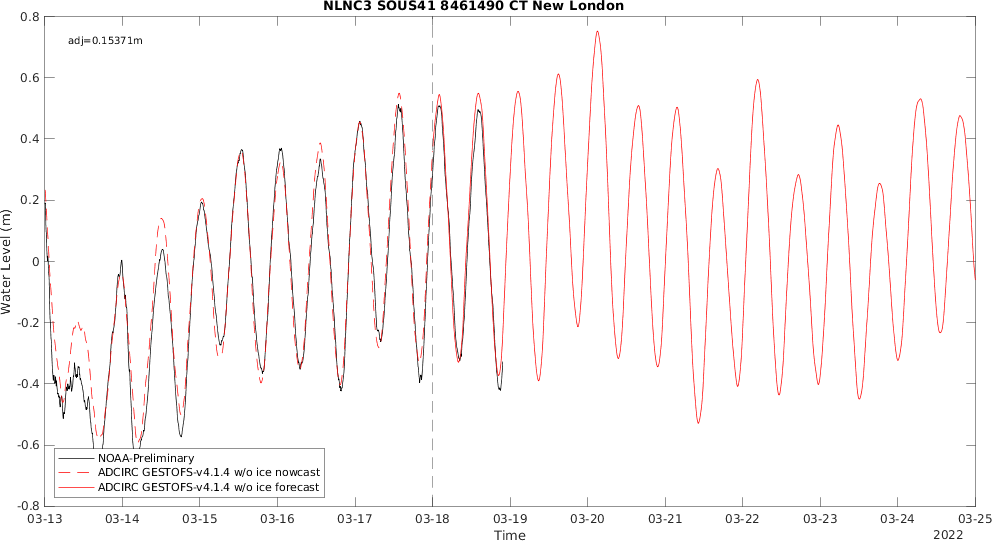 NLNC3 SOUS41 8461490 CT New London
adj=0.15371m
0.8
0.6
0.4
0.2
0
-0.2
-0.4
-0.6
-0.8
Water Level (m)
NOAA-Preliminary
ADCIRC GESTOFS-v4.1.4 w/o ice nowcast
ADCIRC GESTOFS-v4.1.4 w/o ice forecast
03-13 03-14 03-15 03-16 03-17 03-18 03-19 03-20 03-21 03-22 03-23 03-24 03-25
Time
2022